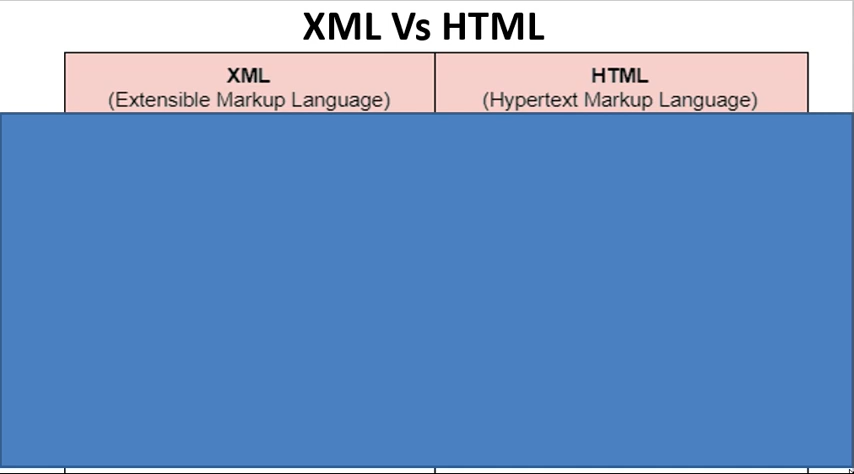 XML Vs HTML
XML
(Extensible Markup Language)
HTML
(Hypertext Markup Language)